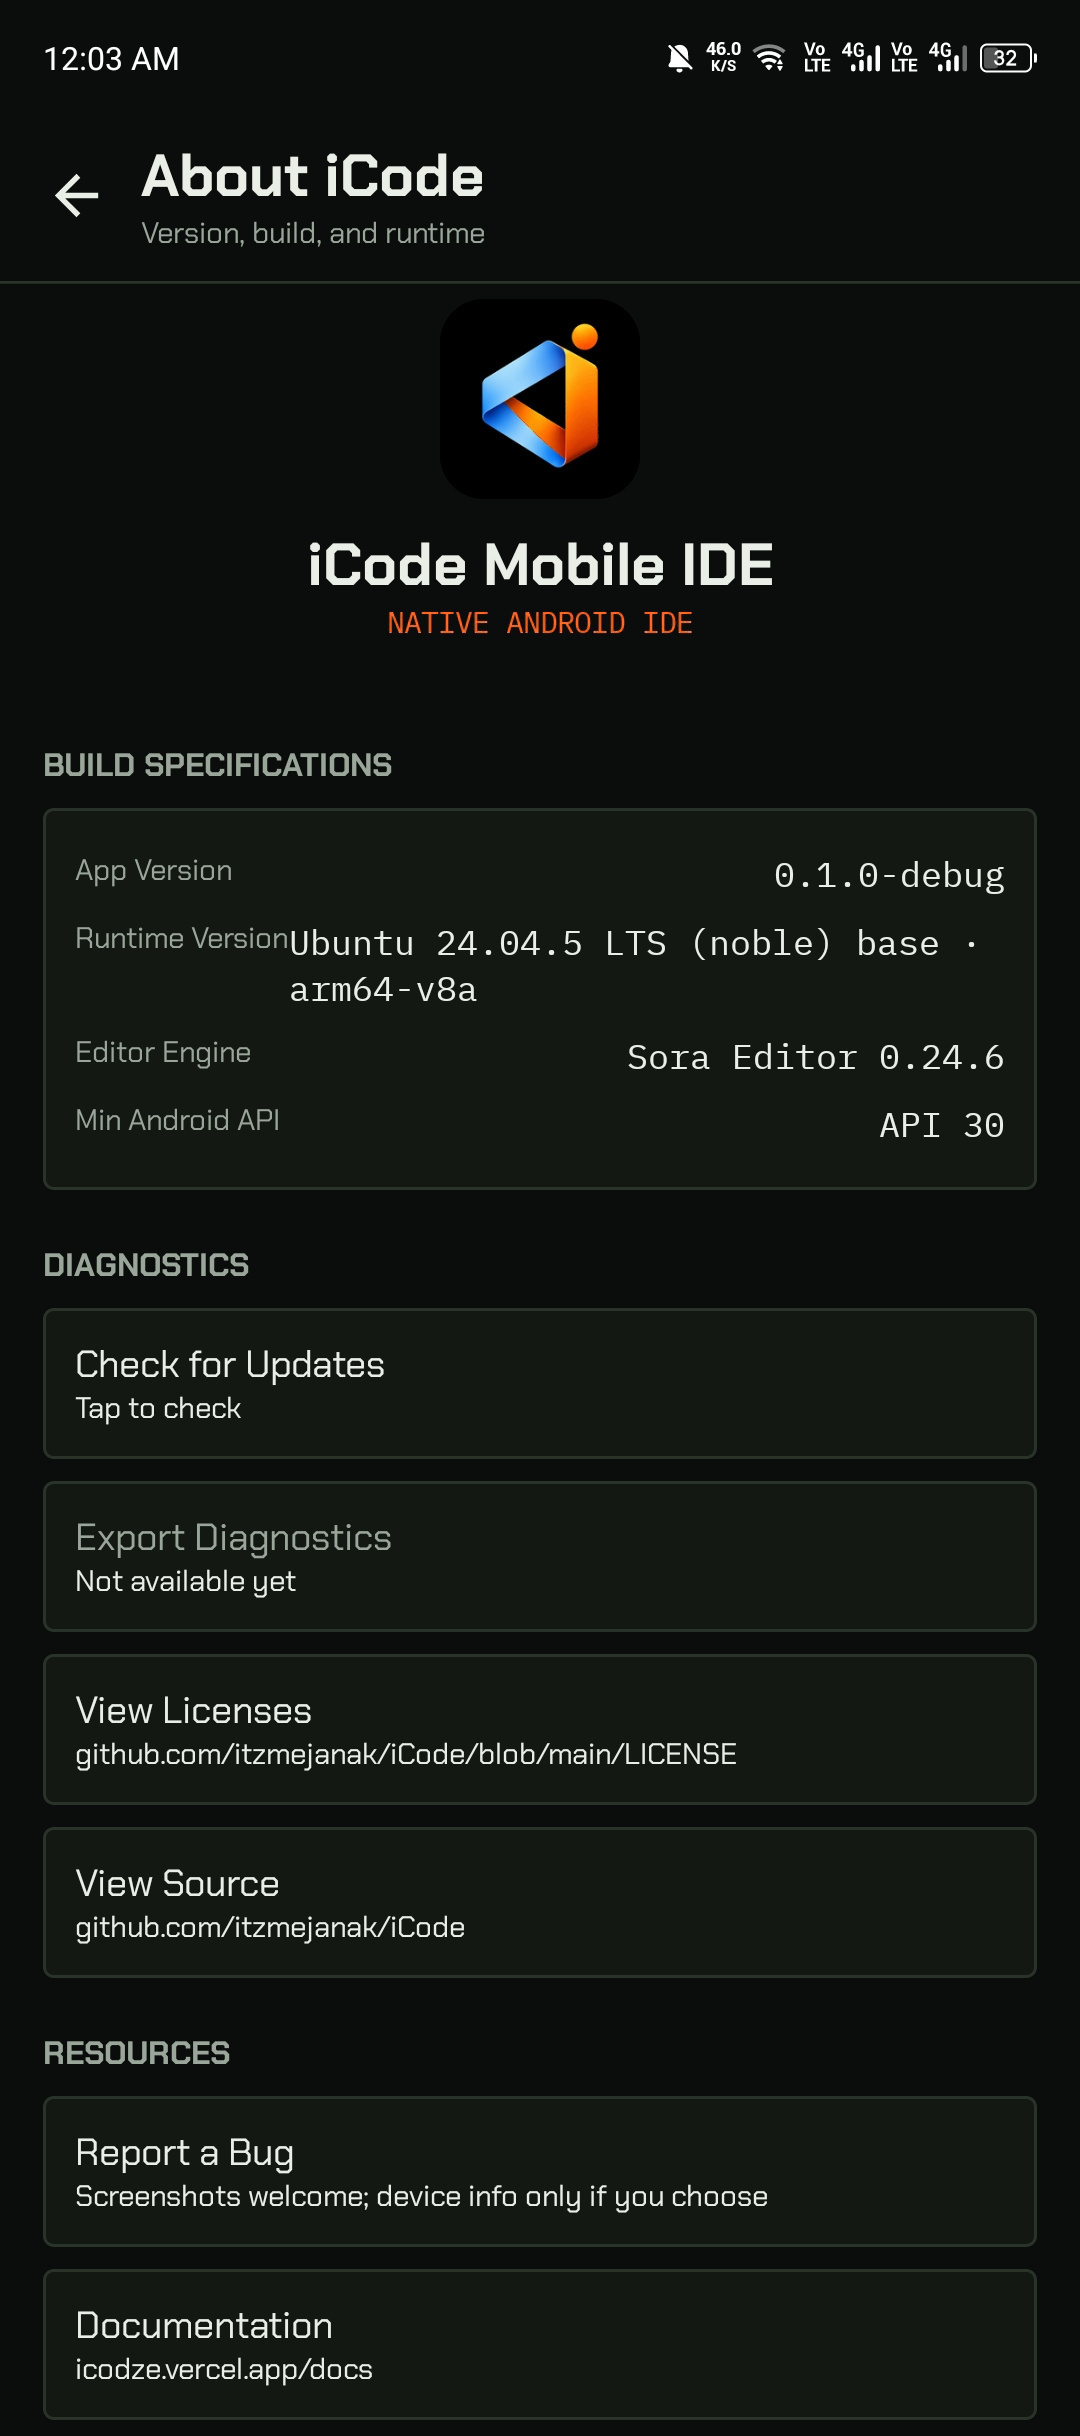 12:03 AM
46.0
K/S
Vo
LTE
4G
Vo
LTE
4G
32
About iCode
Version, build, and runtime
iCode Mobile IDE
NATIVE ANDROID IDE
BUILD SPECIFICATIONS
App Version 0.1.0-debug
Runtime Version Ubuntu 24.04.5 LTS (noble) base ·
arm64-v8a
Editor Engine Sora Editor 0.24.6
Min Android API API 30
DIAGNOSTICS
Check for Updates
Tap to check
Export Diagnostics
Not available yet
View Licenses
github.com/itzmejanak/iCode/blob/main/LICENSE
View Source
github.com/itzmejanak/iCode
RESOURCES
Report a Bug
Screenshots welcome; device info only if you choose
Documentation
icodze.vercel.app/docs